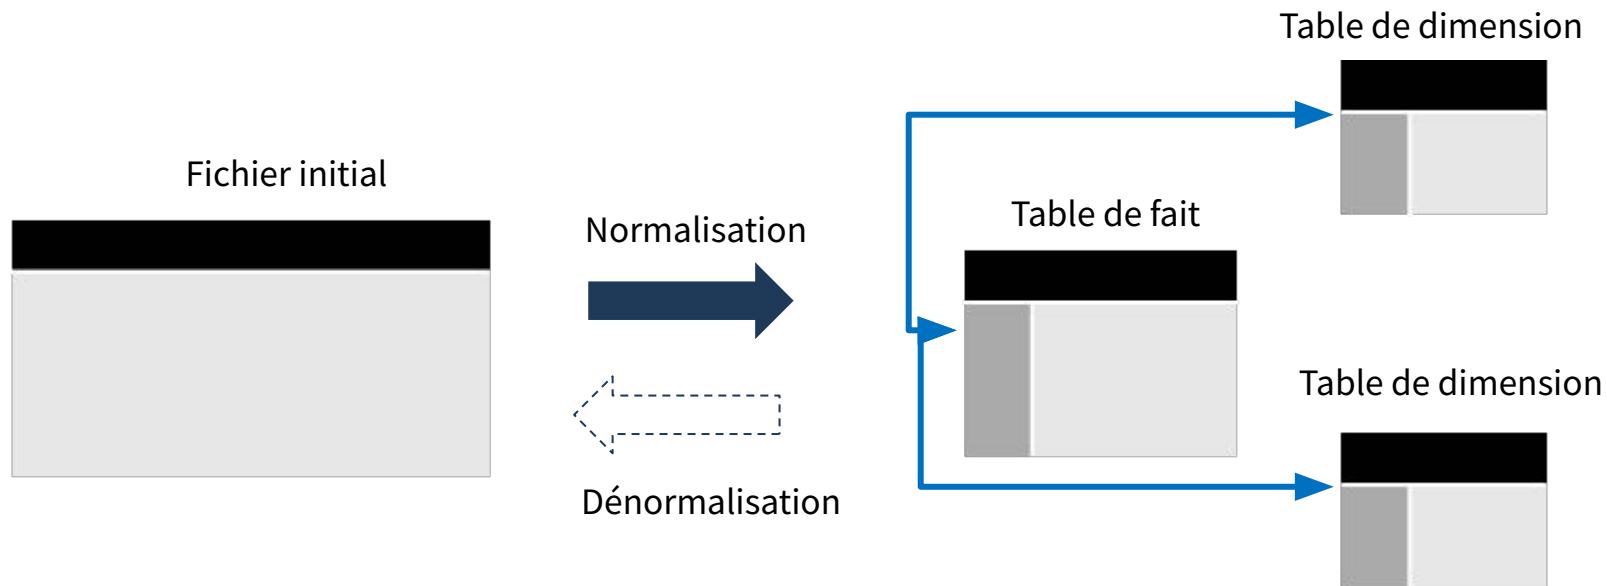 Fichier initial
Normalisation
Dénormalisation
Table de fait
Table de dimension
Table de dimension